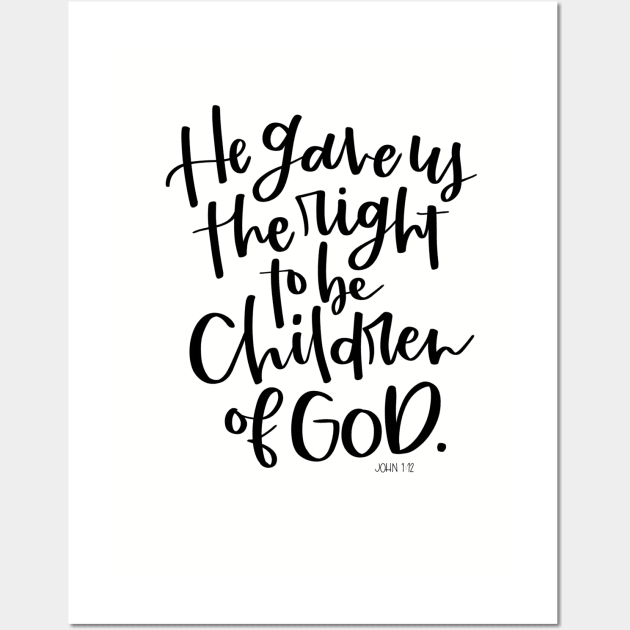 He gave us
the right
to be
Children
of GOD.
JOHN 1:12